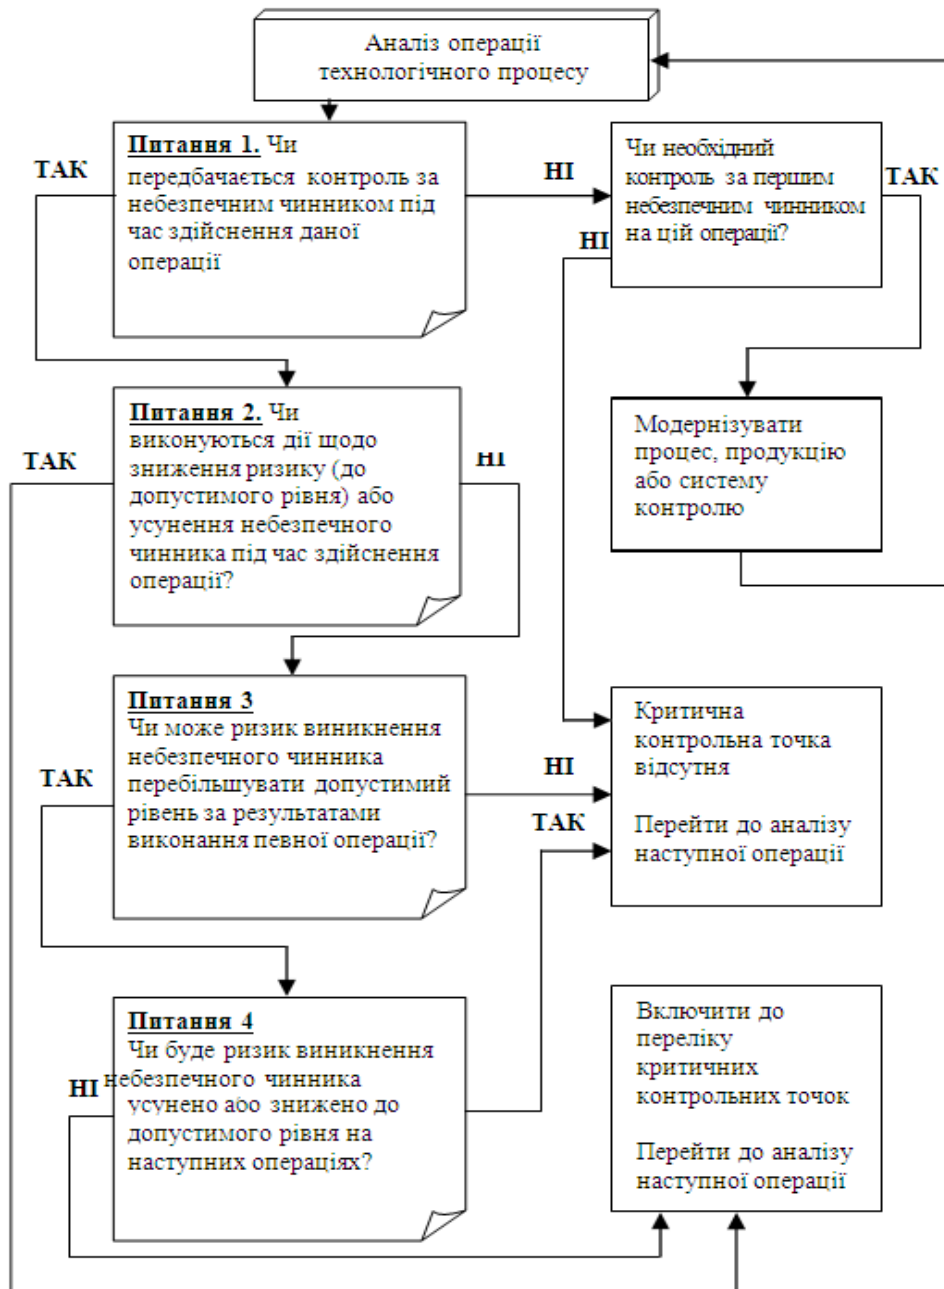 Аналіз операції
технологічного процесу
ТАК
Питання 1. Чи
передбачається контроль за
небезпечним чинником під
час здійснення даної
операції
НІ
Чи необхідний
контроль за першим
небезпечним чинником
на цій операції?
ТАК
НІ
ТАК
Питання 2. Чи
виконуються дії щодо
зниження ризику (до
допустимого рівня) або
усунення небезпечного
чинника під час здійснення
операції?
НІ
Модернізувати
процес, продукцію
або систему
контролю
ТАК
Питання 3
Чи може ризик виникнення
небезпечного чинника
перебільшувати допустимий
рівень за результатами
виконання певної операції?
НІ
ТАК
Критична
контрольна точка
відсутня
Перейти до аналізу
наступної операції
НІ
Питання 4
Чи буде ризик виникнення
небезпечного чинника
усунено або знижено до
допустимого рівня на
наступних операціях?
Включити до
переліку
критичних
контрольних точок
Перейти до аналізу
наступної операції